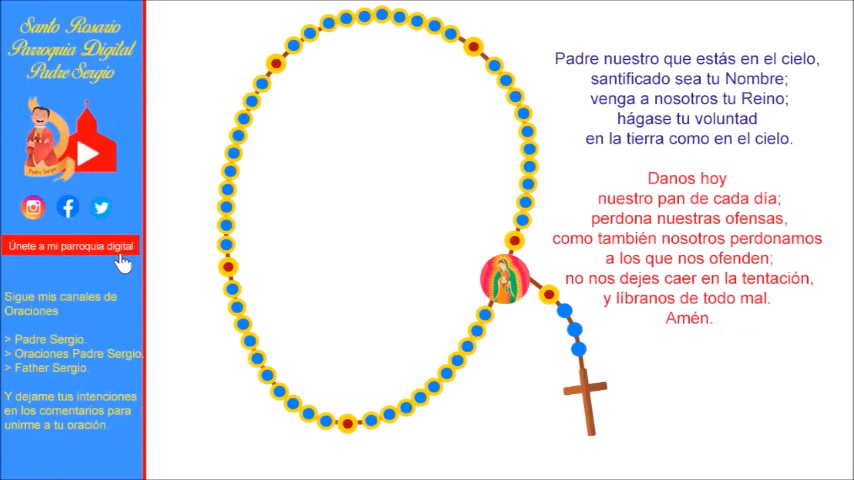 Santo Rosario
Parroquia Digital
Padre Sergio
Padre Sergio
Únete a mi parroquia digital
Sigue mis canales de
Oraciones
> Padre Sergio.
> Oraciones Padre Sergio.
> Father Sergio.
Y dejame tus intenciones
en los comentarios para
unirme a tu oración.
Padre nuestro que estás en el cielo,
santificado sea tu Nombre;
venga a nosotros tu Reino;
hágase tu voluntad
en la tierra como en el cielo.
Danos hoy
nuestro pan de cada día;
perdona nuestras ofensas,
como también nosotros perdonamos
a los que nos ofenden;
no nos dejes caer en la tentación,
y líbranos de todo mal.
Amén.